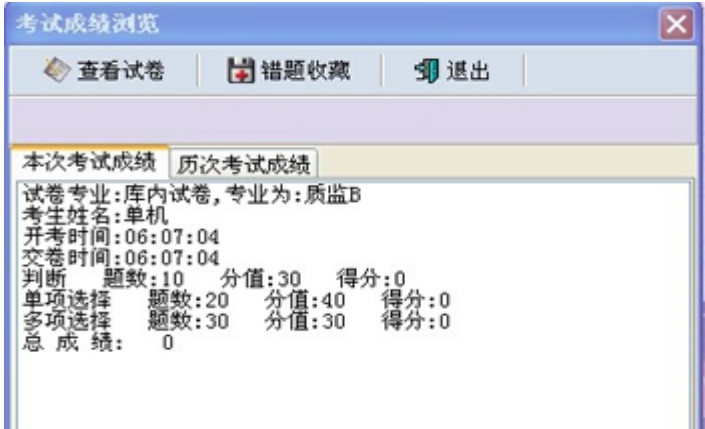 考试成绩浏览
查看试卷 错题收藏 退出
本次考试成绩 历次考试成绩
试卷专业:库内试卷,专业为:质监B
考生姓名:单机
开考时间:06:07:04
交卷时间:06:07:04
判断 题数:10 分值:30 得分:0
单项选择 题数:20 分值:40 得分:0
多项选择 题数:30 分值:30 得分:0
总 成 绩: 0